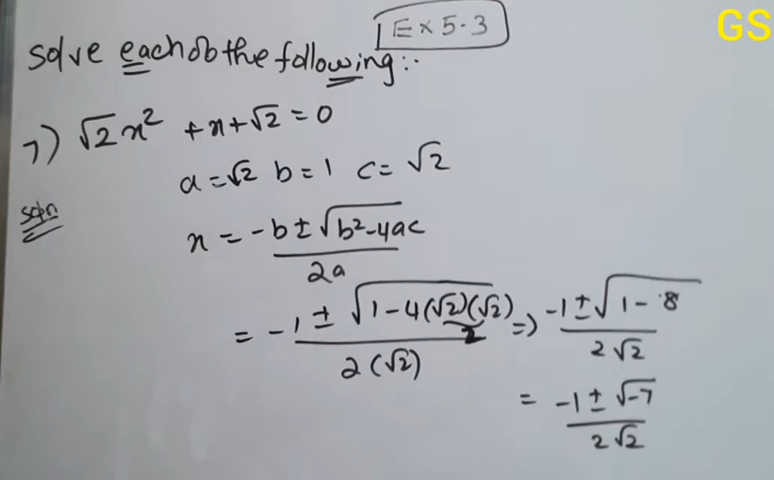 GS
Ex 5.3
Solve each of the following :-
7) √2x² + x + √2 = 0
a = √2 b = 1 c = √2
Soln
x = -b ± √b²-4ac / 2a
= -1 ± √1-4(√2)(√2) / 2(√2) => -1 ± √1-8 / 2√2
2
= -1 ± √-7 / 2√2